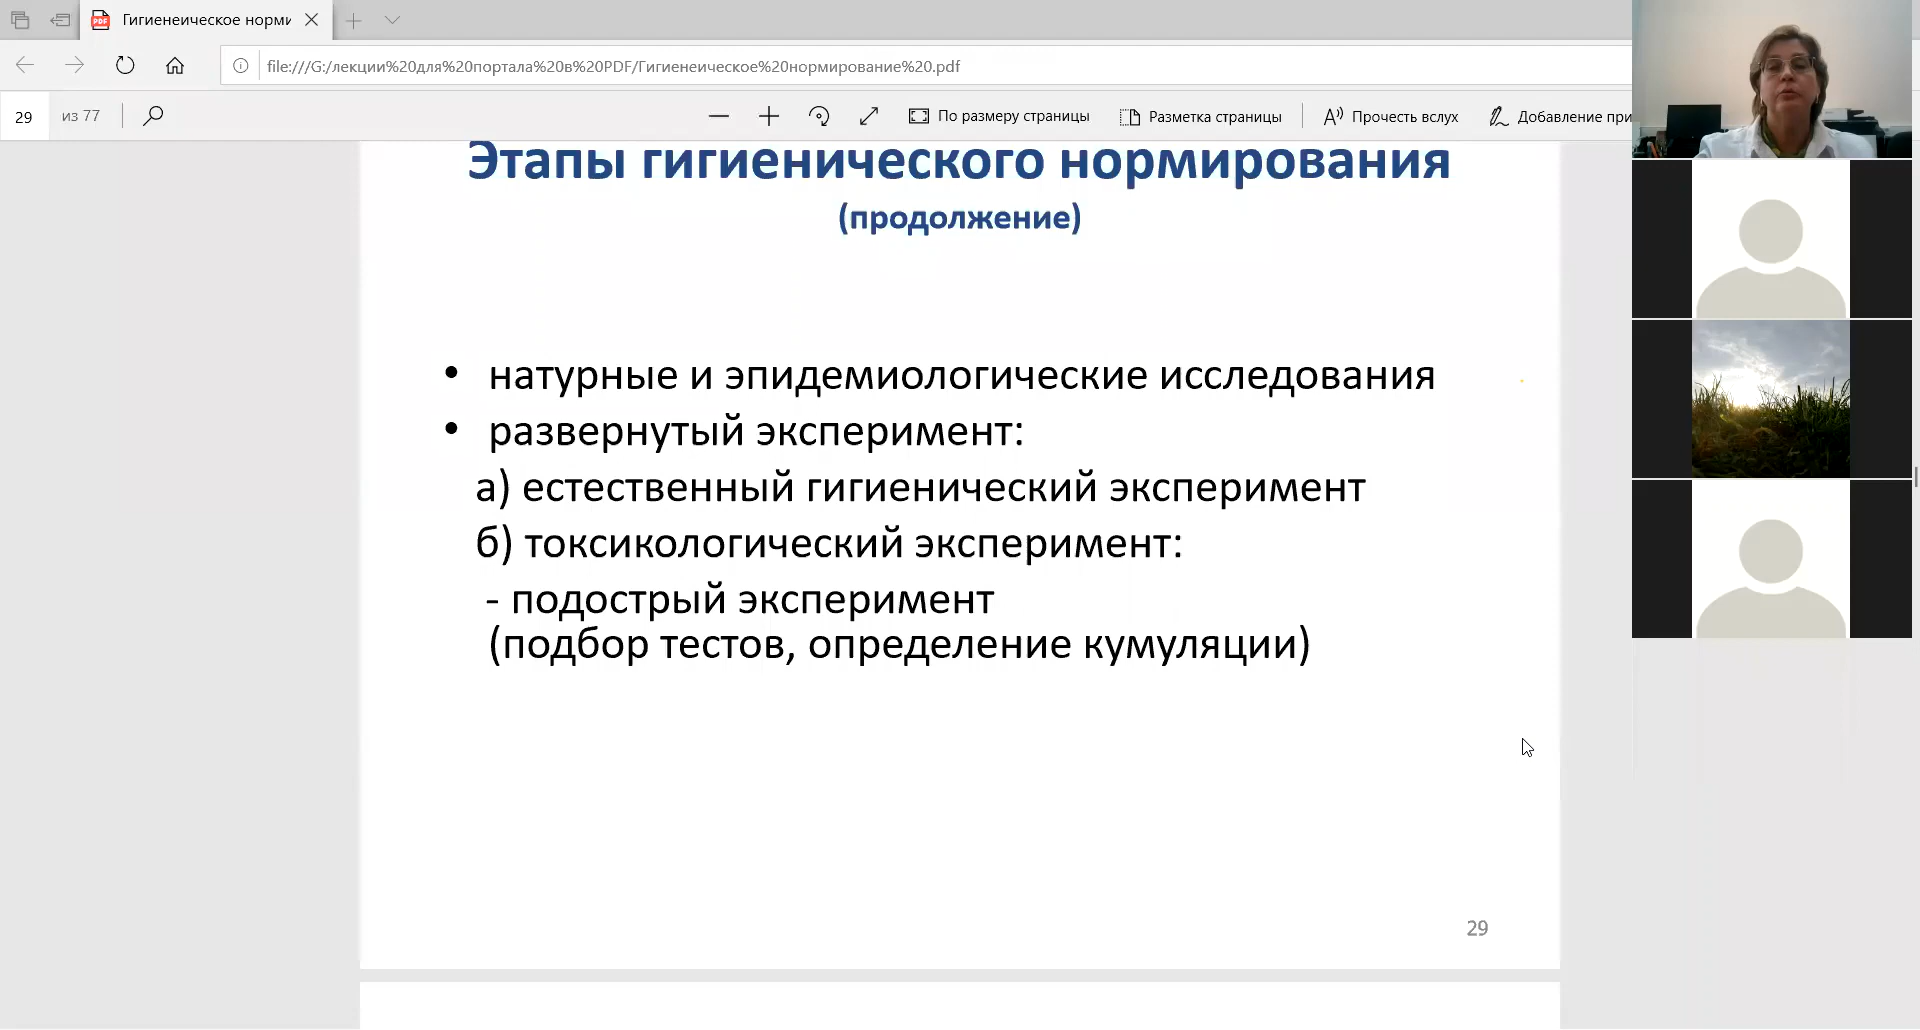 Гигиенеическое норми
file:///G:/лекции%20для%20портала%20в%20PDF/Гигиенеическое%20нормирование%20.pdf
29 из 77
По размеру страницы
Разметка страницы
Прочесть вслух
Добавление при
Этапы гигиенического нормирования
(продолжение)
• натурные и эпидемиологические исследования
• развернутый эксперимент:
а) естественный гигиенический эксперимент
б) токсикологический эксперимент:
- подострый эксперимент
(подбор тестов, определение кумуляции)
29